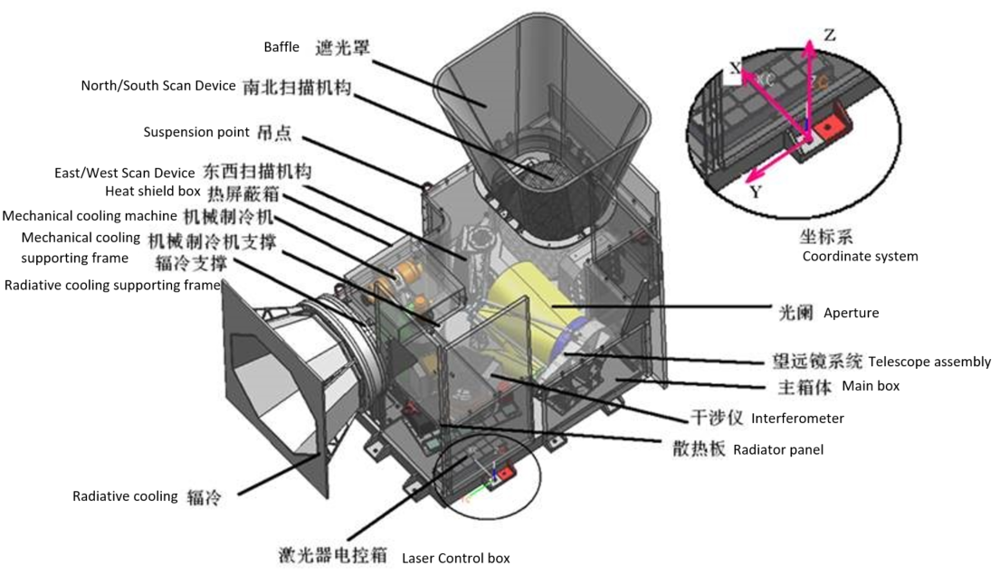 Baffle 遮光罩
North/South Scan Device 南北扫描机构
Suspension point 吊点
East/West Scan Device 东西扫描机构
Heat shield box 热屏蔽箱
Mechanical cooling machine 机械制冷机
Mechanical cooling supporting frame 机械制冷机支撑
Radiative cooling supporting frame 辐冷支撑
Radiative cooling 辐冷
激光器电控箱 Laser Control box
Z
X
XC
ZC
Y
坐标系
Coordinate system
光阑 Aperture
望远镜系统 Telescope assembly
主箱体 Main box
干涉仪 Interferometer
散热板 Radiator panel